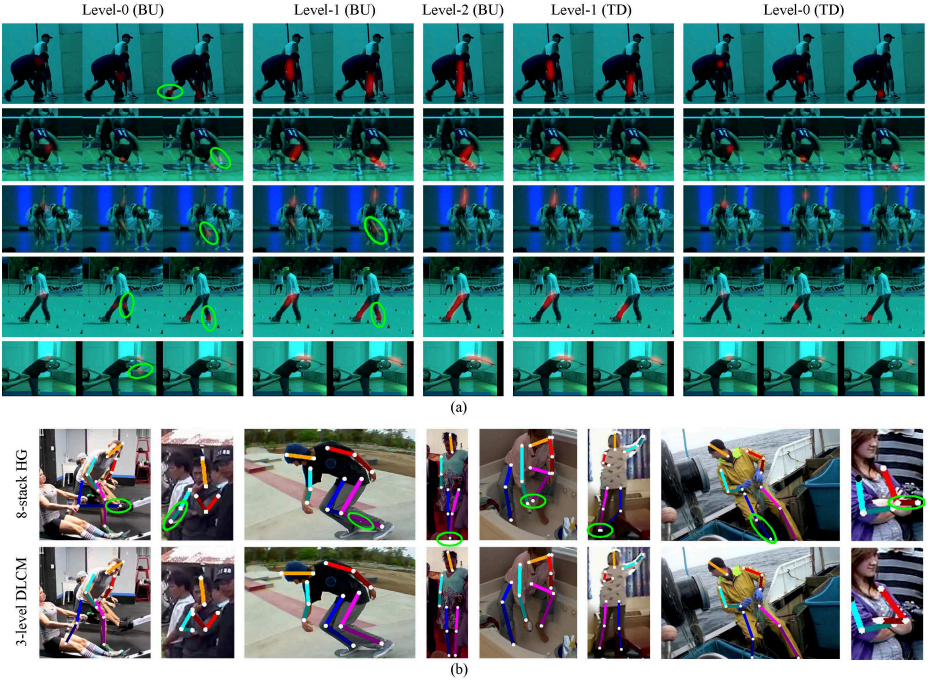 Level-0 (BU) Level-1 (BU) Level-2 (BU) Level-1 (TD) Level-0 (TD)
(a)
8-stack HG
3-level DLCM
(b)